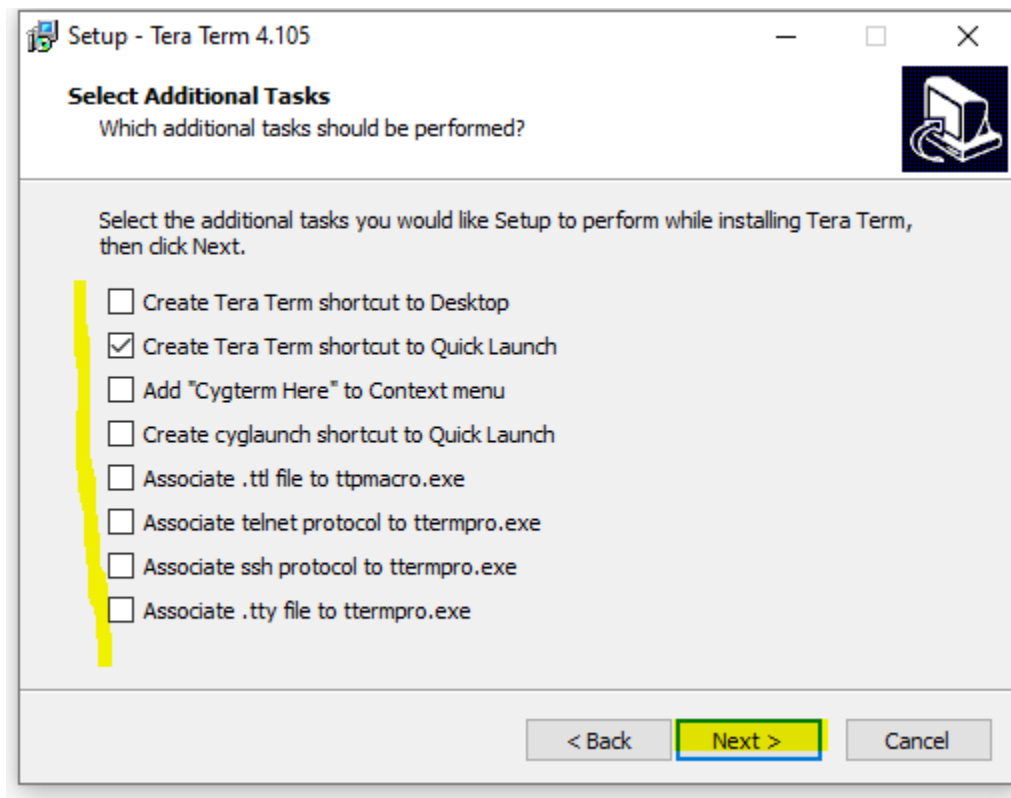 Setup - Tera Term 4.105
Select Additional Tasks
Which additional tasks should be performed?
Select the additional tasks you would like Setup to perform while installing Tera Term,
then click Next.
Create Tera Term shortcut to Desktop
Create Tera Term shortcut to Quick Launch
Add "Cygterm Here" to Context menu
Create cyglaunch shortcut to Quick Launch
Associate .ttl file to ttpmacro.exe
Associate telnet protocol to ttermpro.exe
Associate ssh protocol to ttermpro.exe
Associate .tty file to ttermpro.exe
< Back Next > Cancel